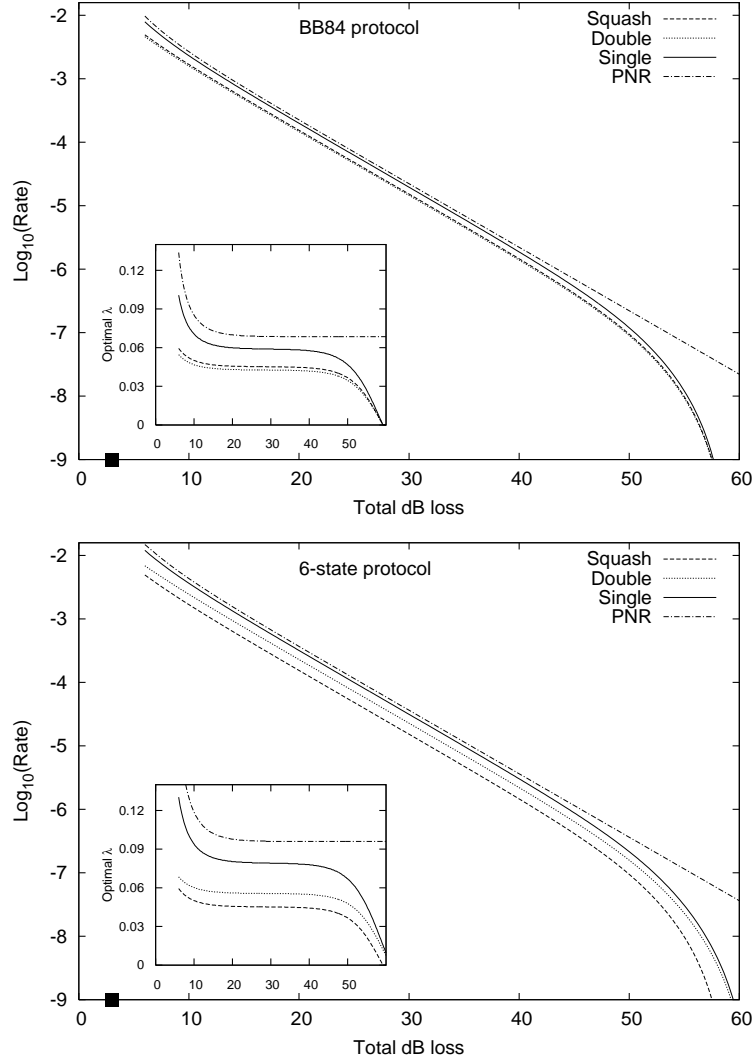 BB84 protocol
Squash
Double
Single
PNR
-2
-3
-4
-5
-6
-7
-8
-9
Log10(Rate)
0 10 20 30 40 50 60
Total dB loss
0.12
0.09
0.06
0.03
0
Optimal λ
0 10 20 30 40 50
6-state protocol
Squash
Double
Single
PNR
-2
-3
-4
-5
-6
-7
-8
-9
Log10(Rate)
0 10 20 30 40 50 60
Total dB loss
0.12
0.09
0.06
0.03
0
Optimal λ
0 10 20 30 40 50